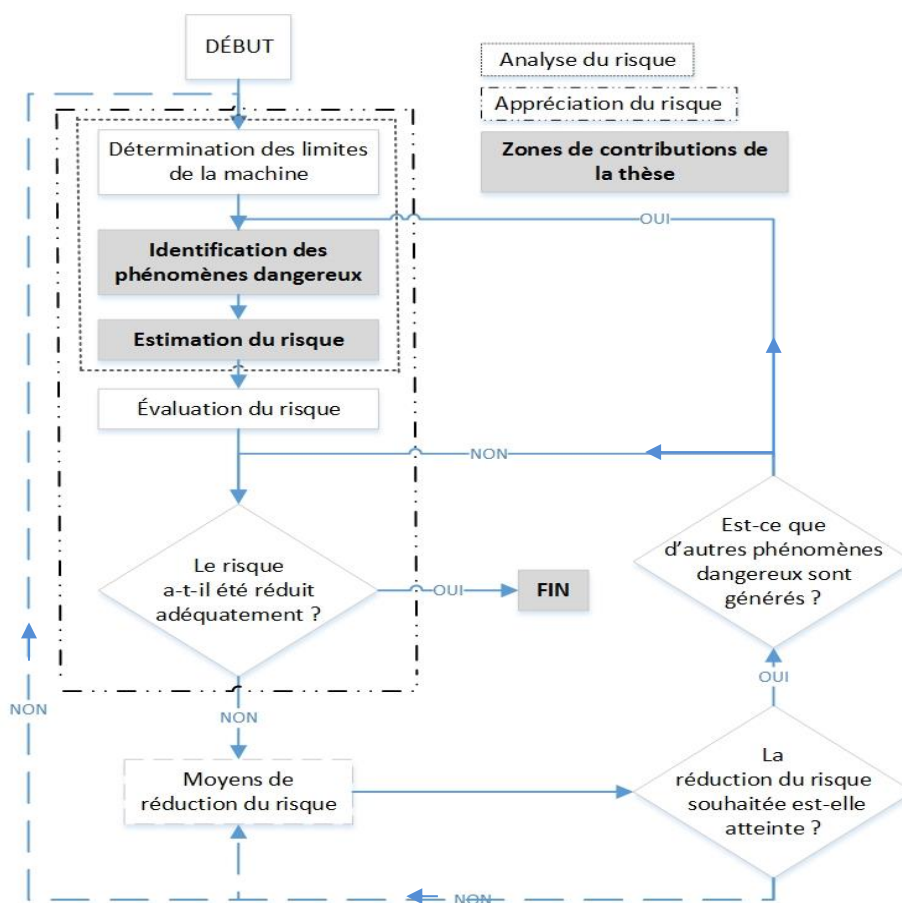 DÉBUT
Analyse du risque
Appréciation du risque
Zones de contributions de
la thèse
Détermination des limites
de la machine
OUI
Identification des
phénomènes dangereux
Estimation du risque
Évaluation du risque
NON
Le risque
a-t-il été réduit
adéquatement ?
OUI
FIN
Est-ce que
d'autres phénomènes
dangereux sont
générés ?
OUI
NON
NON
Moyens de
réduction du risque
La
réduction du risque
souhaitée est-elle
atteinte ?
NON